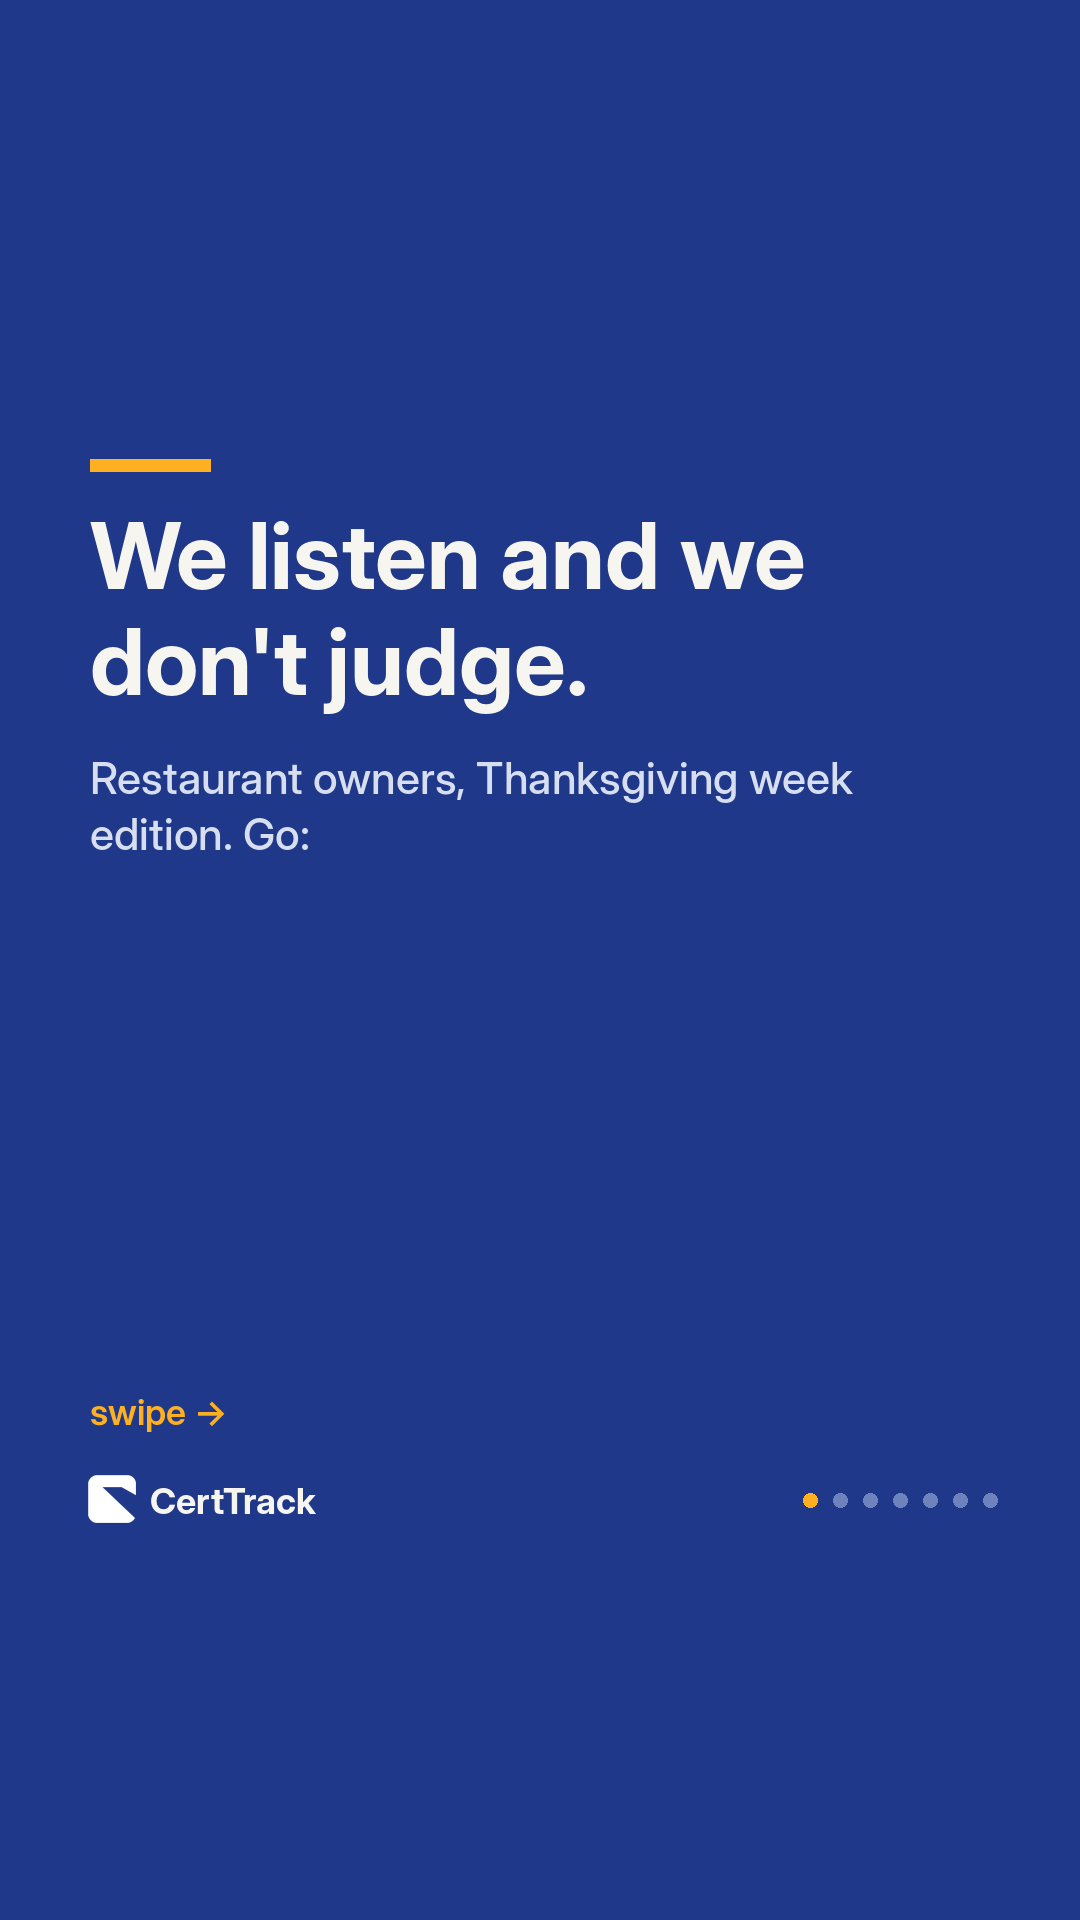 We listen and we
don't judge.
Restaurant owners, Thanksgiving week
edition. Go:
swipe →
CertTrack